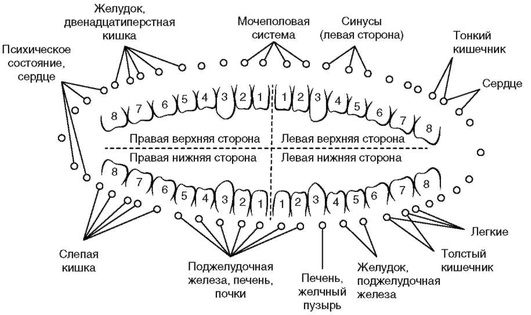 Желудок,
двенадцатиперстная
кишка
Мочеполовая
система
Синусы
(левая сторона)
Тонкий
кишечник
Психическое
состояние,
сердце
Сердце
8 7 6 5 4 3 2 1 1 2 3 4 5 6 7 8
Правая верхняя сторона Левая верхняя сторона
Правая нижняя сторона Левая нижняя сторона
8 7 6 5 4 3 2 1 1 2 3 4 5 6 7 8
Слепая
кишка
Поджелудочная
железа, печень,
почки
Печень,
желчный
пузырь
Желудок,
поджелудочная
железа
Толстый
кишечник
Легкие